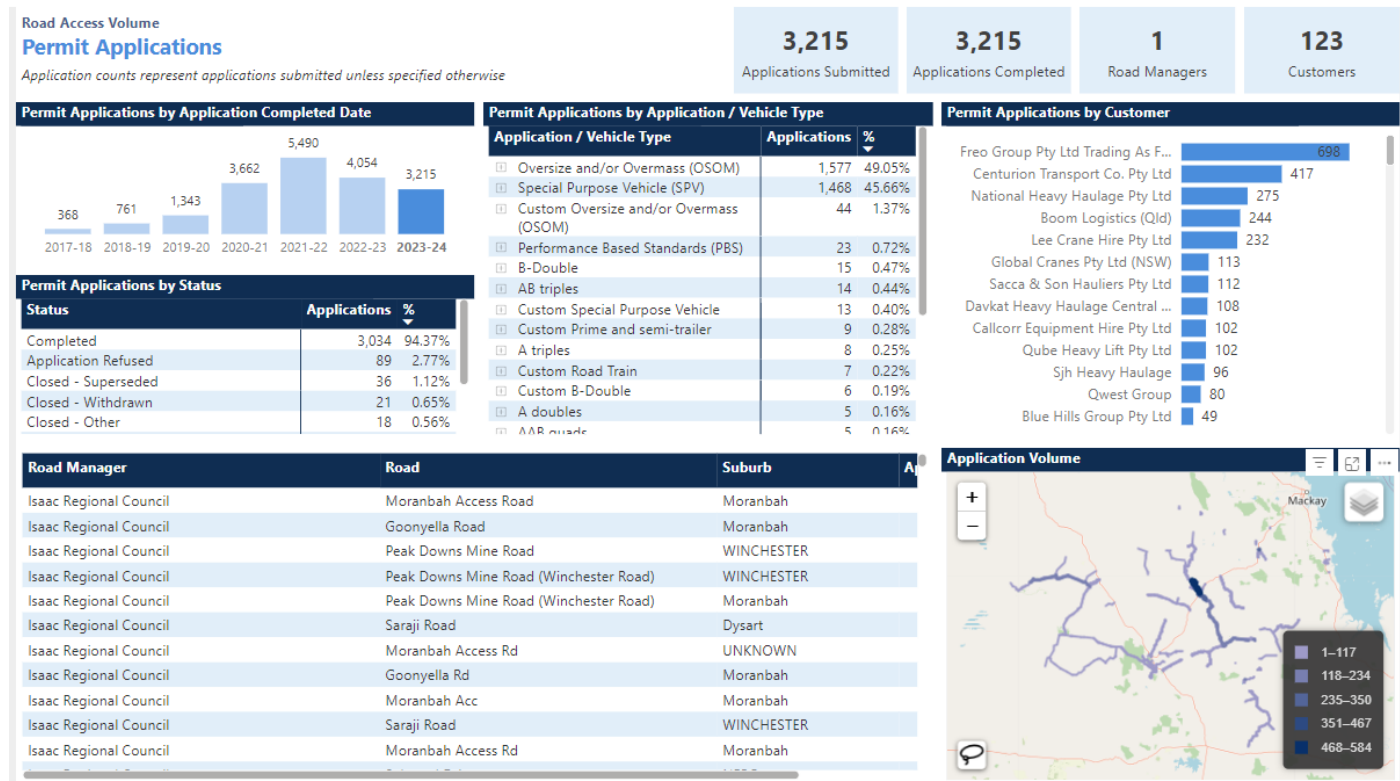 Road Access Volume
Permit Applications
Application counts represent applications submitted unless specified otherwise
3,215
Applications Submitted
3,215
Applications Completed
1
Road Managers
123
Customers
Permit Applications by Application Completed Date
368
761
1,343
3,662
5,490
4,054
3,215
2017-18 2018-19 2019-20 2020-21 2021-22 2022-23 2023-24
Permit Applications by Status
Status Applications %
Completed 3,034 94.37%
Application Refused 89 2.77%
Closed - Superseded 36 1.12%
Closed - Withdrawn 21 0.65%
Closed - Other 18 0.56%
Permit Applications by Application / Vehicle Type
Application / Vehicle Type Applications %
Oversize and/or Overmass (OSOM) 1,577 49.05%
Special Purpose Vehicle (SPV) 1,468 45.66%
Custom Oversize and/or Overmass 44 1.37%
(OSOM)
Performance Based Standards (PBS) 23 0.72%
B-Double 15 0.47%
AB triples 14 0.44%
Custom Special Purpose Vehicle 13 0.40%
Custom Prime and semi-trailer 9 0.28%
A triples 8 0.25%
Custom Road Train 7 0.22%
Custom B-Double 6 0.19%
A doubles 5 0.16%
AAB quads 5 0.16%
Permit Applications by Customer
Freo Group Pty Ltd Trading As F... 698
Centurion Transport Co. Pty Ltd 417
National Heavy Haulage Pty Ltd 275
Boom Logistics (Qld) 244
Lee Crane Hire Pty Ltd 232
Global Cranes Pty Ltd (NSW) 113
Sacca & Son Hauliers Pty Ltd 112
Davkat Heavy Haulage Central ... 108
Callcorr Equipment Hire Pty Ltd 102
Qube Heavy Lift Pty Ltd 102
Sjh Heavy Haulage 96
Qwest Group 80
Blue Hills Group Pty Ltd 49
Road Manager Road Suburb
Isaac Regional Council Moranbah Access Road Moranbah
Isaac Regional Council Goonyella Road Moranbah
Isaac Regional Council Peak Downs Mine Road WINCHESTER
Isaac Regional Council Peak Downs Mine Road (Winchester Road) WINCHESTER
Isaac Regional Council Peak Downs Mine Road (Winchester Road) Moranbah
Isaac Regional Council Saraji Road Dysart
Isaac Regional Council Moranbah Access Rd UNKNOWN
Isaac Regional Council Goonyella Rd Moranbah
Isaac Regional Council Moranbah Acc Moranbah
Isaac Regional Council Saraji Road WINCHESTER
Isaac Regional Council Moranbah Access Rd Moranbah
Application Volume
+
−
Mackay
1–117
118–234
235–350
351–467
468–584